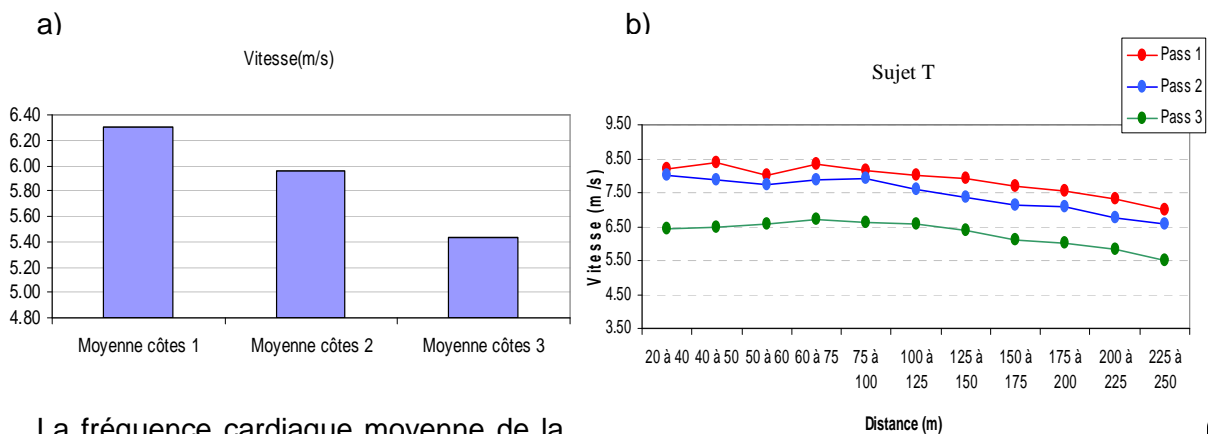 a)
Vitesse(m/s)
6.40
6.20
6.00
5.80
5.60
5.40
5.20
5.00
4.80
Moyenne côtes 1 Moyenne côtes 2 Moyenne côtes 3
b)
Sujet T
Pass 1
Pass 2
Pass 3
Vitesse (m/s)
9.50
8.50
7.50
6.50
5.50
4.50
3.50
20 à 40 40 à 50 50 à 60 60 à 75 75 à 100 à 125 à 150 à 175 à 200 à 225 à
100 125 150 175 200 225 250
Distance (m)
La fréquence cardiaque moyenne de la